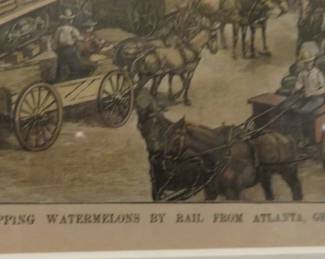 PPING WATERMELONS BY RAIL FROM ATLANTA, GE